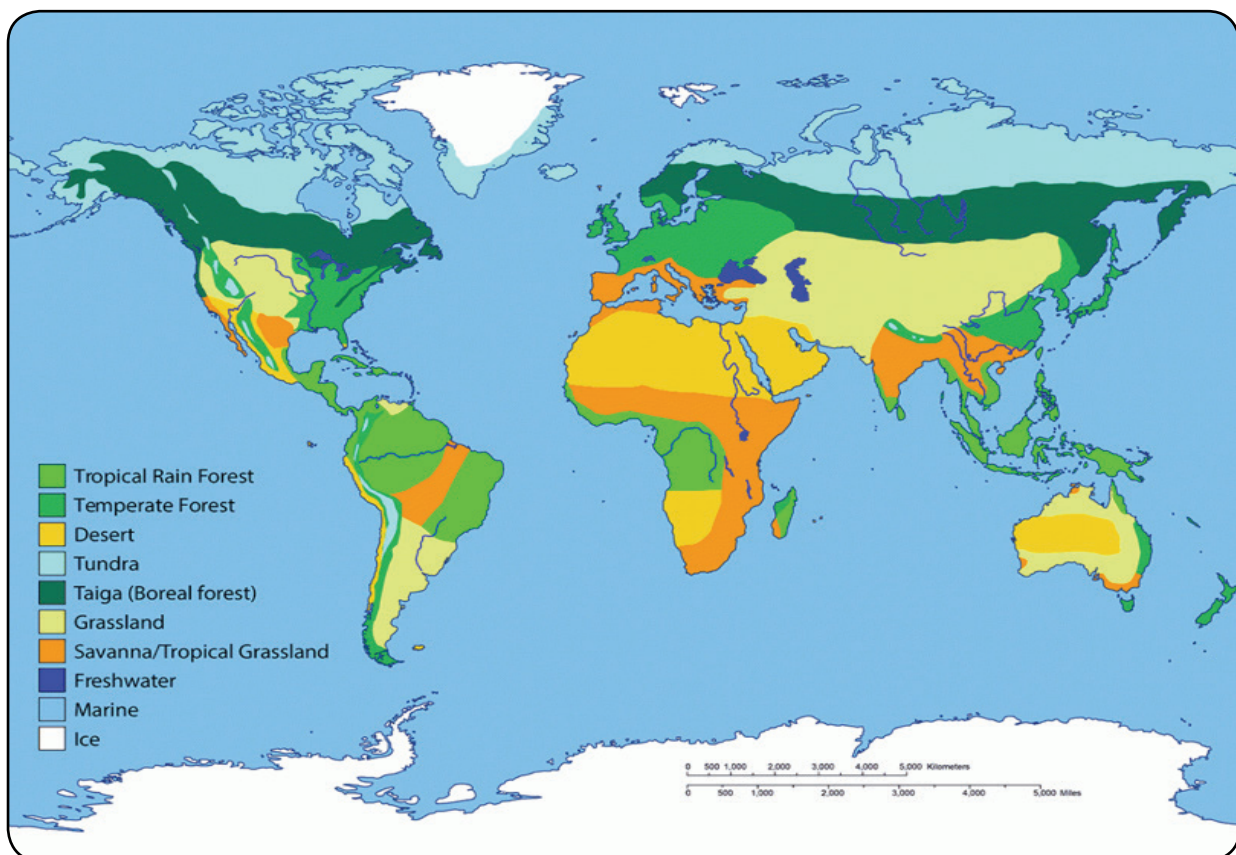 Tropical Rain Forest
Temperate Forest
Desert
Tundra
Taiga (Boreal forest)
Grassland
Savanna/Tropical Grassland
Freshwater
Marine
Ice
0 500 1,000 2,000 3,000 4,000 5,000 Kilometers
0 500 1,000 2,000 3,000 4,000 5,000 Miles